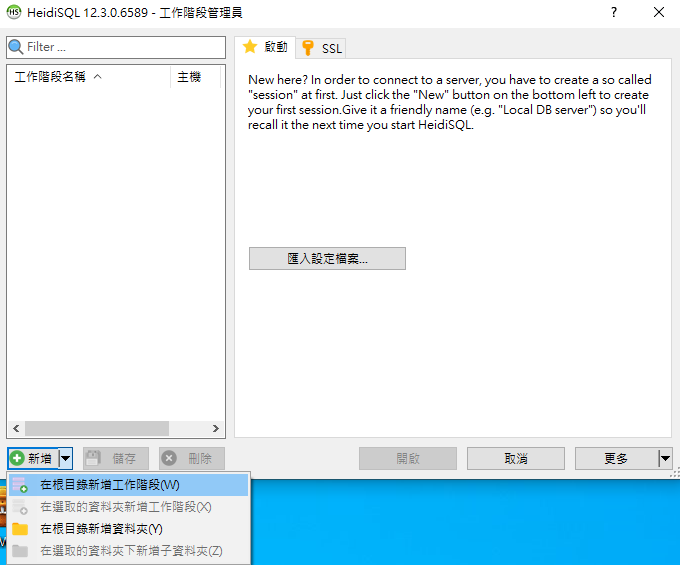 HeidiSQL 12.3.0.6589 - 工作階段管理員
Filter ...
工作階段名稱 主機
啟動 SSL
New here? In order to connect to a server, you have to create a so called
"session" at first. Just click the "New" button on the bottom left to create
your first session.Give it a friendly name (e.g. "Local DB server") so you'll
recall it the next time you start HeidiSQL.
匯入設定檔案...
新增 儲存 刪除 開啟 取消 更多
在根目錄新增工作階段(W)
在選取的資料夾新增工作階段(X)
在根目錄新增資料夾(Y)
在選取的資料夾下新增子資料夾(Z)